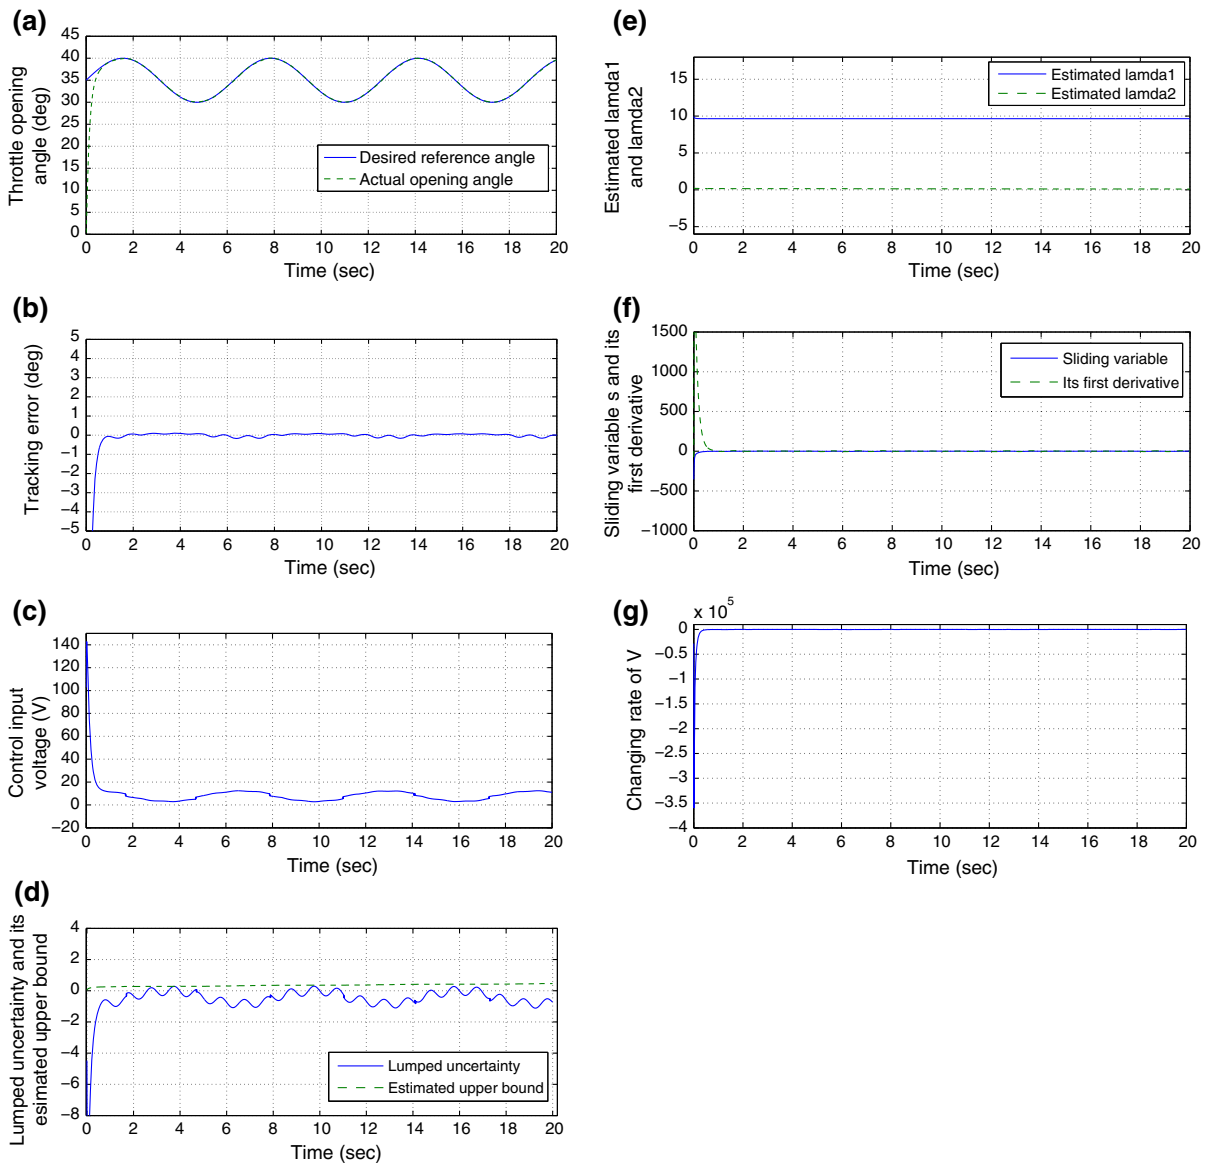 (a)
Throttle opening
angle (deg)
45
40
35
30
25
20
15
10
5
0
Desired reference angle
Actual opening angle
0 2 4 6 8 10 12 14 16 18 20
Time (sec)
(b)
Tracking error (deg)
5
4
3
2
1
0
−1
−2
−3
−4
−5
0 2 4 6 8 10 12 14 16 18 20
Time (sec)
(c)
Control input
voltage (V)
140
120
100
80
60
40
20
0
−20
0 2 4 6 8 10 12 14 16 18 20
Time (sec)
(d)
Lumped uncertainty and its
esimated upper bound
4
2
0
−2
−4
−6
−8
Lumped uncertainty
Estimated upper bound
0 2 4 6 8 10 12 14 16 18 20
Time (sec)
(e)
Estimated lamda1
and lamda2
15
10
5
0
−5
Estimated lamda1
Estimated lamda2
0 2 4 6 8 10 12 14 16 18 20
Time (sec)
(f)
Sliding variable s and its
first derivative
1500
1000
500
0
−500
−1000
Sliding variable
Its first derivative
0 2 4 6 8 10 12 14 16 18 20
Time (sec)
(g)
x 10^5
Changing rate of V
0
−0.5
−1
−1.5
−2
−2.5
−3
−3.5
−4
0 2 4 6 8 10 12 14 16 18 20
Time (sec)